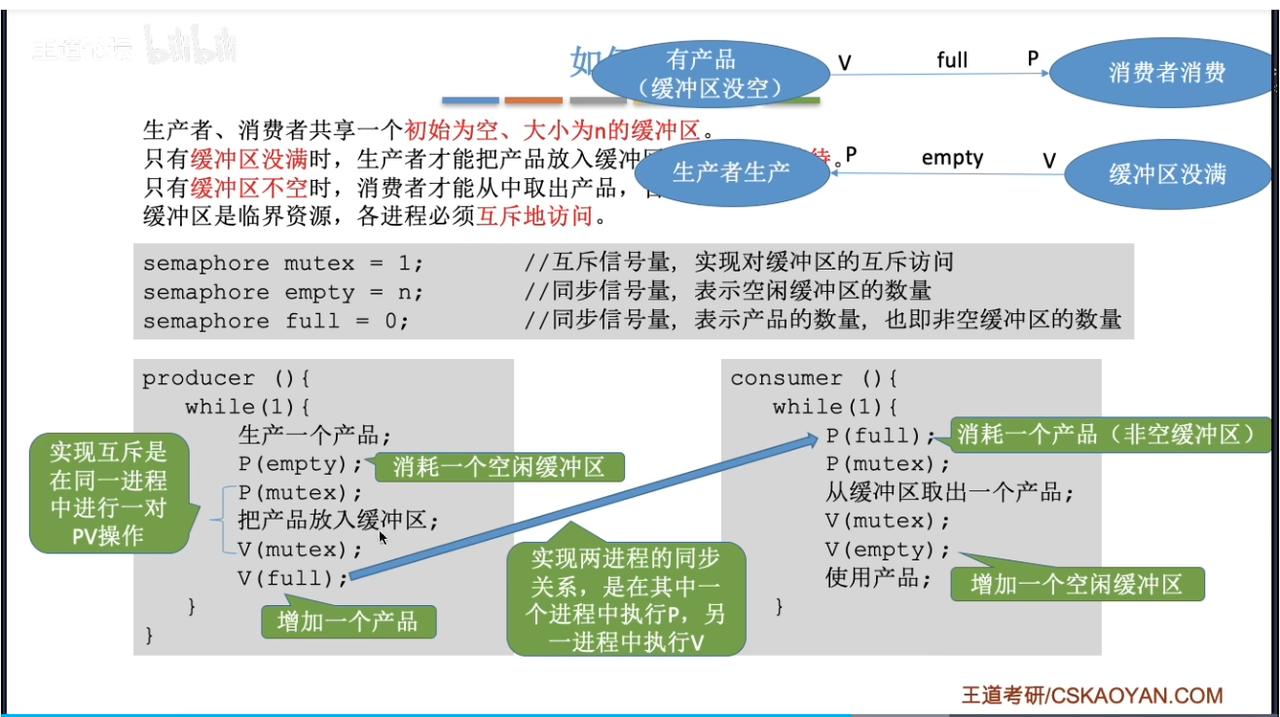 王道论坛 bilibili
如
有产品
（缓冲区没空）
V full P
消费者消费
生产者生产
P empty V
缓冲区没满
生产者、消费者共享一个初始为空、大小为n的缓冲区。
只有缓冲区没满时，生产者才能把产品放入缓冲区 待。
只有缓冲区不空时，消费者才能从中取出产品，
缓冲区是临界资源，各进程必须互斥地访问。
semaphore mutex = 1; //互斥信号量，实现对缓冲区的互斥访问
semaphore empty = n; //同步信号量，表示空闲缓冲区的数量
semaphore full = 0; //同步信号量，表示产品的数量，也即非空缓冲区的数量
producer (){
while(1){
生产一个产品;
P(empty);
P(mutex);
把产品放入缓冲区;
V(mutex);
V(full);
}
}
实现互斥是
在同一进程
中进行一对
PV操作
消耗一个空闲缓冲区
增加一个产品
实现两进程的同步
关系，是在其中一
个进程中执行P，另
一进程中执行V
consumer (){
while(1){
P(full);
P(mutex);
从缓冲区取出一个产品;
V(mutex);
V(empty);
使用产品;
}
}
消耗一个产品（非空缓冲区）
增加一个空闲缓冲区
王道考研/CSKAOYAN.COM